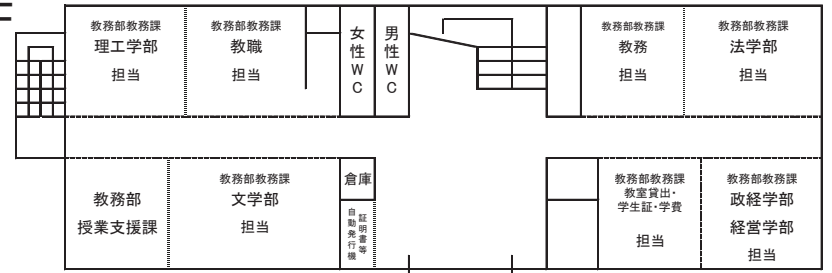 教務部教務課
理工学部
担当
教務部教務課
教職
担当
女性WC
男性WC
教務部教務課
教務
担当
教務部教務課
法学部
担当
教務部
授業支援課
教務部教務課
文学部
担当
倉庫
証明書等
自動発行機
教務部教務課
教室貸出・
学生証・学費
担当
教務部教務課
政経学部
経営学部
担当